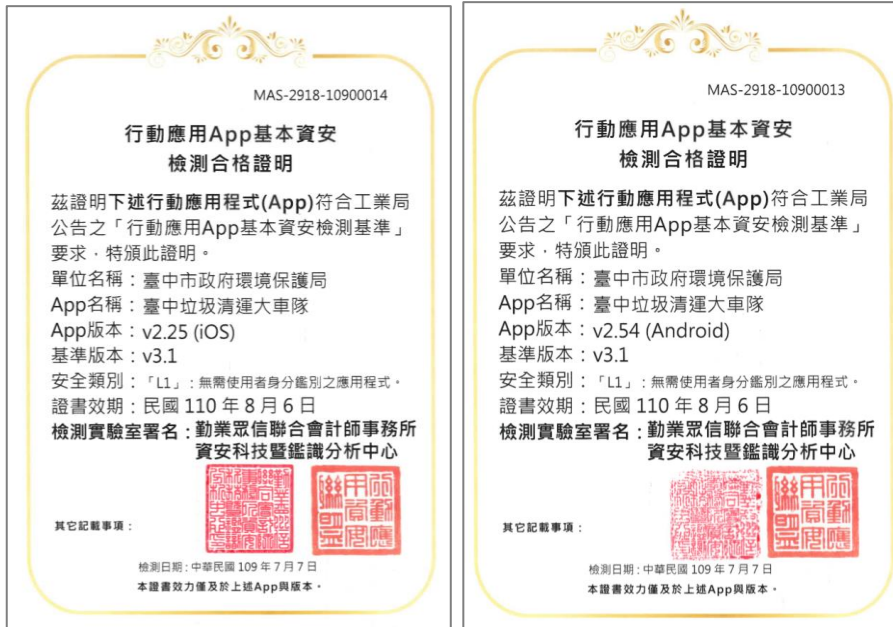 MAS-2918-10900014
行動應用App基本資安
檢測合格證明
茲證明下述行動應用程式(App)符合工業局
公告之「行動應用App基本資安檢測基準」
要求，特頒此證明。
單位名稱：臺中市政府環境保護局
App名稱：臺中垃圾清運大車隊
App版本：v2.25 (iOS)
基準版本：v3.1
安全類別：「L1」：無需使用者身分鑑別之應用程式。
證書效期：民國 110 年 8 月 6 日
檢測實驗室署名：勤業眾信聯合會計師事務所
資安科技暨鑑識分析中心
其它記載事項：
行動應用資安聯盟
檢測日期：中華民國 109 年 7 月 7 日
本證書效力僅及於上述App與版本。
MAS-2918-10900013
行動應用App基本資安
檢測合格證明
茲證明下述行動應用程式(App)符合工業局
公告之「行動應用App基本資安檢測基準」
要求，特頒此證明。
單位名稱：臺中市政府環境保護局
App名稱：臺中垃圾清運大車隊
App版本：v2.54 (Android)
基準版本：v3.1
安全類別：「L1」：無需使用者身分鑑別之應用程式。
證書效期：民國 110 年 8 月 6 日
檢測實驗室署名：勤業眾信聯合會計師事務所
資安科技暨鑑識分析中心
其它記載事項：
行動應用資安聯盟
檢測日期：中華民國 109 年 7 月 7 日
本證書效力僅及於上述App與版本。